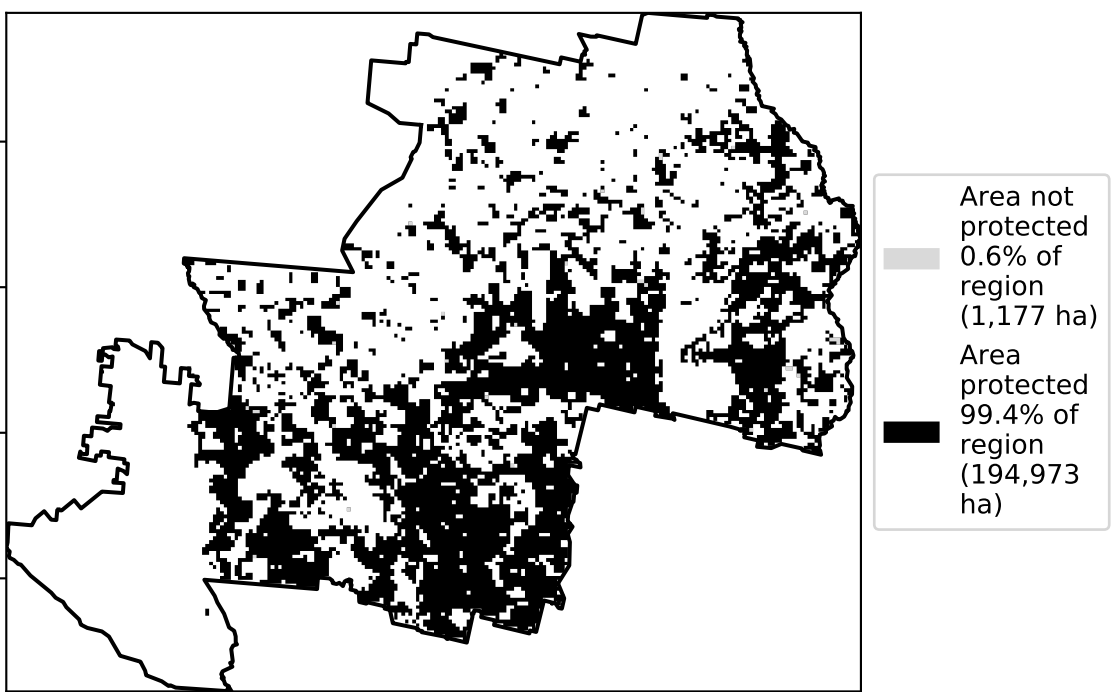 Area not
protected
0.6% of
region
(1,177 ha)
Area
protected
99.4% of
region
(194,973
ha)